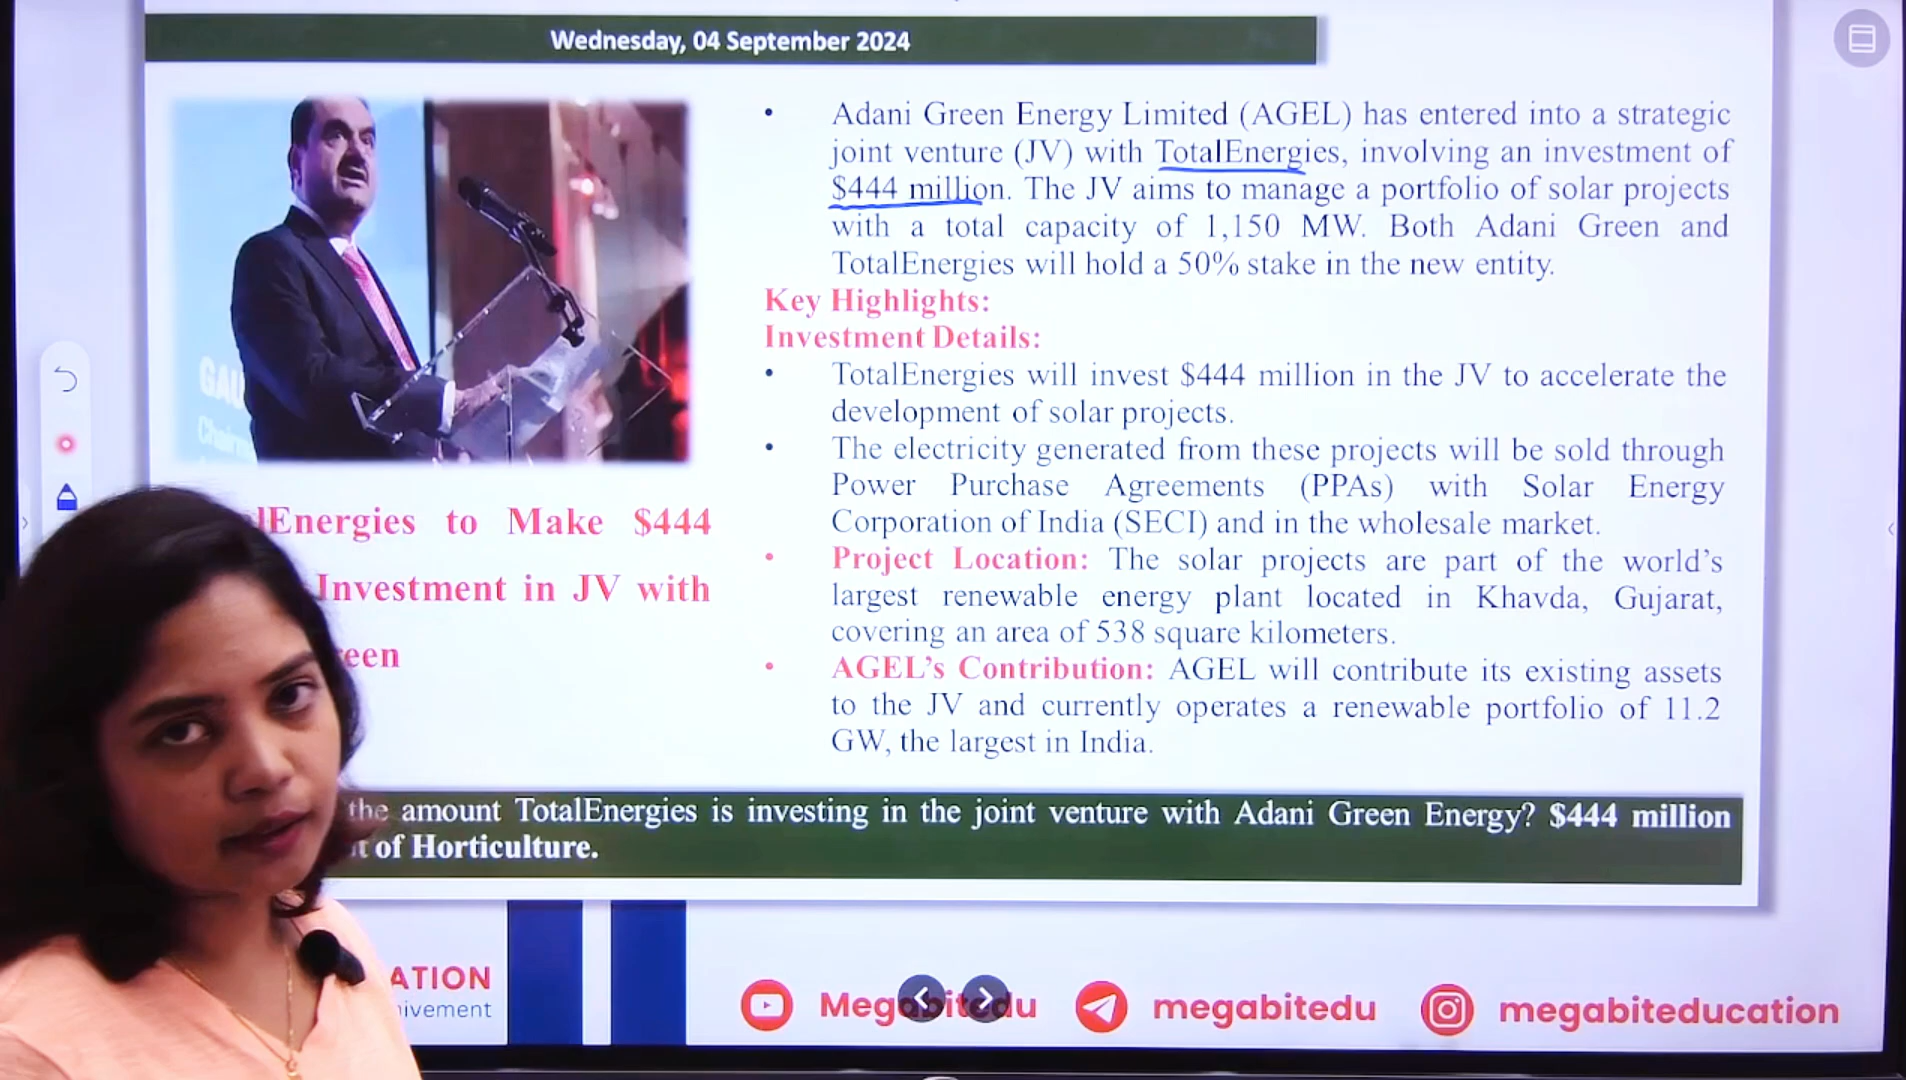 Wednesday, 04 September 2024
• Adani Green Energy Limited (AGEL) has entered into a strategic
joint venture (JV) with TotalEnergies, involving an investment of
$444 million. The JV aims to manage a portfolio of solar projects
with a total capacity of 1,150 MW. Both Adani Green and
TotalEnergies will hold a 50% stake in the new entity.
Key Highlights:
Investment Details:
• TotalEnergies will invest $444 million in the JV to accelerate the
development of solar projects.
• The electricity generated from these projects will be sold through
Power Purchase Agreements (PPAs) with Solar Energy
Corporation of India (SECI) and in the wholesale market.
• Project Location: The solar projects are part of the world's
largest renewable energy plant located in Khavda, Gujarat,
covering an area of 538 square kilometers.
• AGEL's Contribution: AGEL will contribute its existing assets
to the JV and currently operates a renewable portfolio of 11.2
GW, the largest in India.
GAU
Chairm
lEnergies to Make $444
Investment in JV with
reen
the amount TotalEnergies is investing in the joint venture with Adani Green Energy? $444 million
t of Horticulture.
ATION
ivement
megabitedu
megabiteducation